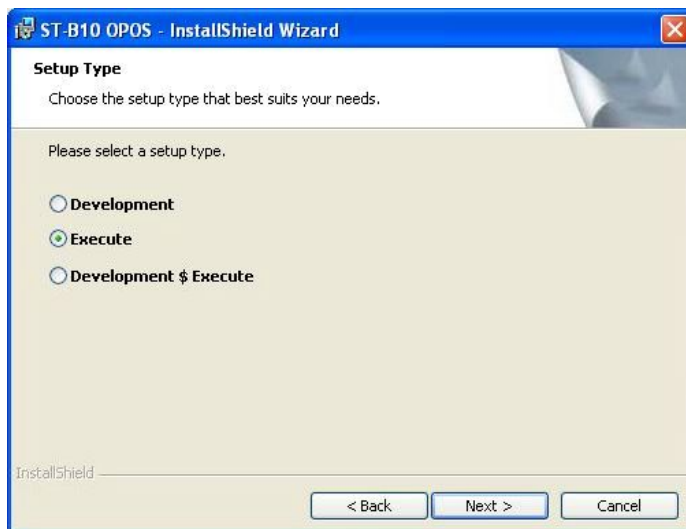 ST-B10 OPOS - InstallShield Wizard
Setup Type
Choose the setup type that best suits your needs.
Please select a setup type.
Development
Execute
Development $ Execute
InstallShield
< Back
Next >
Cancel